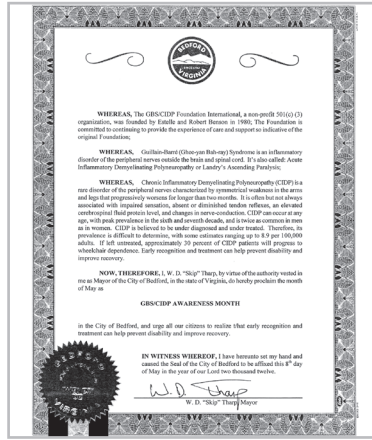 BEDFORD
VIRGINIA
WHEREAS, The GBS/CIDP Foundation International, a non-profit 501(c) (3)
organization, was founded by Estelle and Robert Benson in 1980; The Foundation is
committed to continuing to provide the experience of care and support so indicative of the
original Foundation;
WHEREAS, Guillain-Barré (Ghee-yan Bah-ray) Syndrome is an inflammatory
disorder of the peripheral nerves outside the brain and spinal cord. It's also called: Acute
Inflammatory Demyelinating Polyneuropathy or Landry's Ascending Paralysis;
WHEREAS, Chronic Inflammatory Demyelinating Polyneuropathy (CIDP) is a
rare disorder of the peripheral nerves characterized by symmetrical weakness in the arms
and legs that progressively worsens for longer than two months. It is often but not always
associated with impaired sensation, absent or diminished tendon reflexes, an elevated
cerebrospinal fluid protein level, and changes in nerve-conduction. CIDP can occur at any
age, with peak prevalence in the sixth and seventh decade, and is twice as common in men
as in women. CIDP is believed to be under diagnosed and under treated. Therefore, its
prevalence is difficult to determine, with some estimates ranging up to 8.9 per 100,000
adults. If left untreated, approximately 30 percent of CIDP patients will progress to
wheelchair dependence. Early recognition and treatment can help prevent disability and
improve recovery.
NOW, THEREFORE, I, W. D. "Skip" Tharp, by virtue of the authority vested in
me as Mayor of the City of Bedford, in the state of Virginia, do hereby proclaim the month
of May as
GBS/CIDP AWARENESS MONTH
in the City of Bedford, and urge all our citizens to realize that early recognition and
treatment can help prevent disability and improve recovery.
IN WITNESS WHEREOF, I have hereunto set my hand and
caused the Seal of the City of Bedford to be affixed this 8th day
of May in the year of our Lord two thousand twelve.
W. D. Tharp
W. D. "Skip" Tharp, Mayor